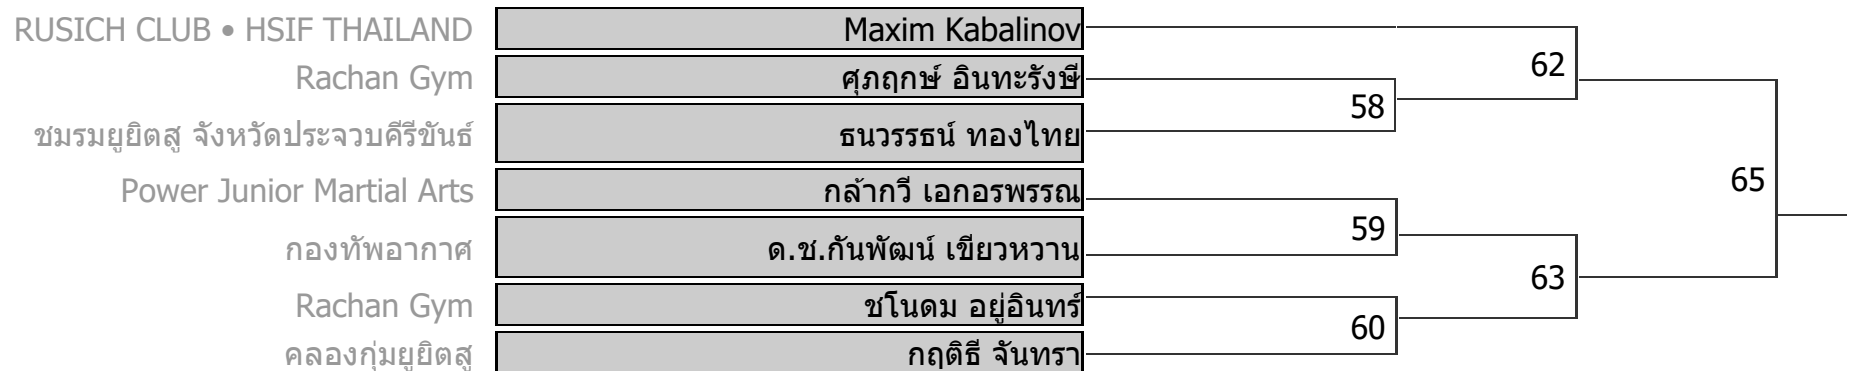 RUSICH CLUB • HSIF THAILAND Maxim Kabalinov
62
Rachan Gym ศุภฤกษ์ อินทะรังษี
58
ชมรมยูยิตสู จังหวัดประจวบคีรีขันธ์ ธนวรรธน์ ทองไทย
65
Power Junior Martial Arts กล้ากวี เอกอรพรรณ
59
กองทัพอากาศ ด.ช.กันพัฒน์ เขียวหวาน
63
Rachan Gym ชโนดม อยู่อินทร์
60
คลองกุ่มยูยิตสู กฤติธี จันทรา